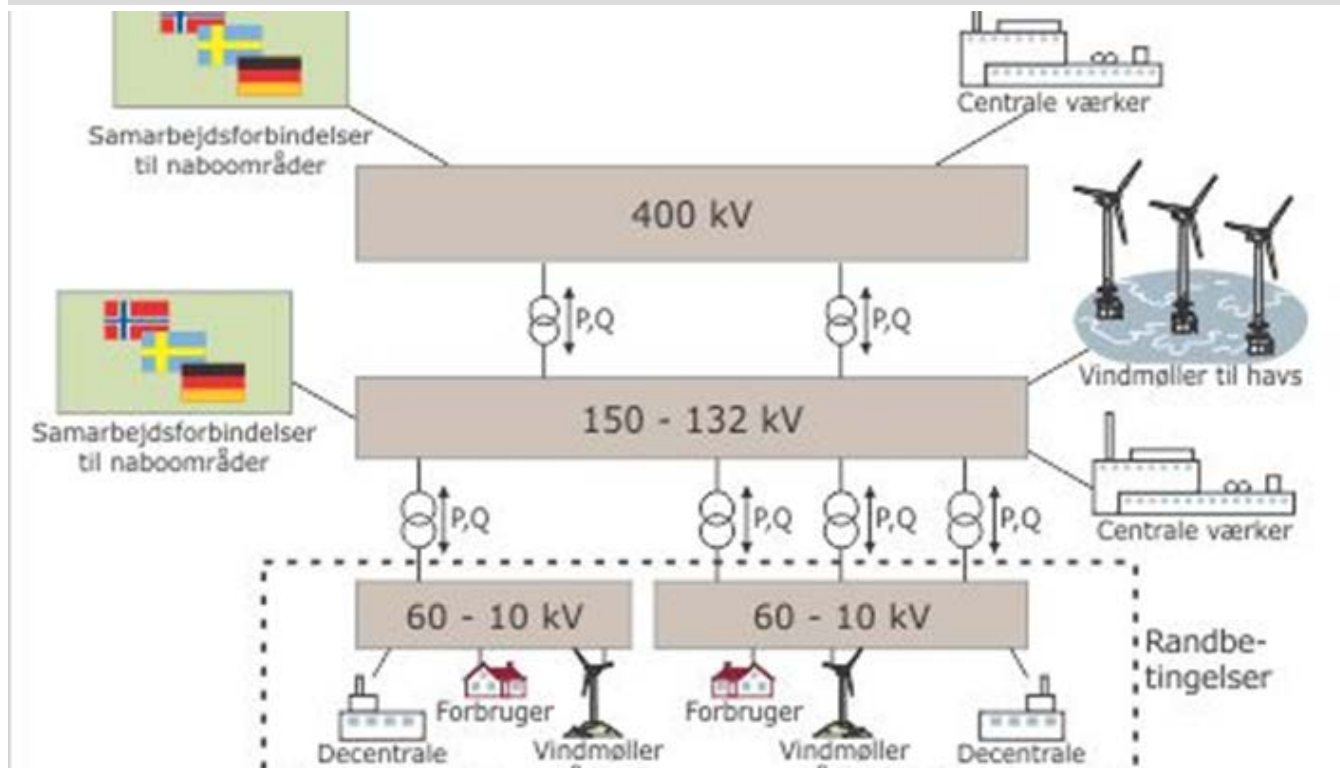 Samarbejdsforbindelser
til naboområder
Centrale værker
400 kV
P,Q
P,Q
Vindmøller til havs
Samarbejdsforbindelser
til naboområder
150 - 132 kV
Centrale værker
P,Q
P,Q
P,Q
P,Q
60 - 10 kV
60 - 10 kV
Randbe-
tingelser
Forbruger
Forbruger
Decentrale
Vindmøller
Vindmøller
Decentrale